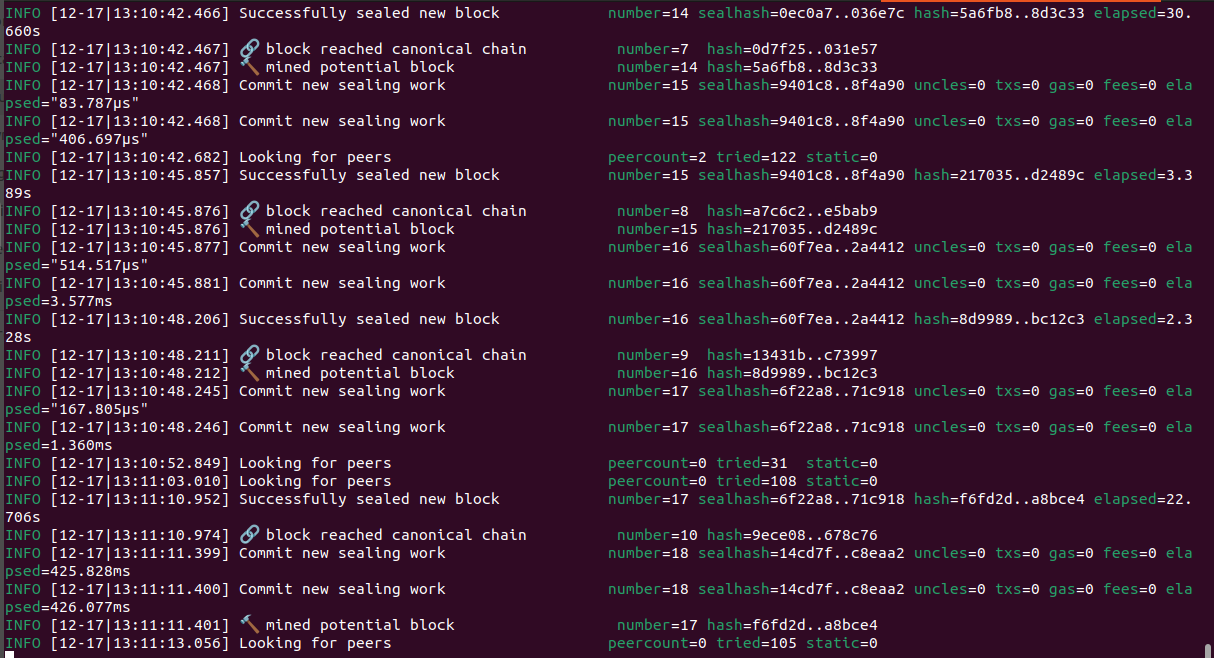 INFO [12-17|13:10:42.466] Successfully sealed new block            number=14 sealhash=0ec0a7..036e7c hash=5a6fb8..8d3c33 elapsed=30.
660s
INFO [12-17|13:10:42.467] 🔗 block reached canonical chain          number=7  hash=0d7f25..031e57
INFO [12-17|13:10:42.467] 🔨 mined potential block                  number=14 hash=5a6fb8..8d3c33
INFO [12-17|13:10:42.468] Commit new sealing work                  number=15 sealhash=9401c8..8f4a90 uncles=0 txs=0 gas=0 fees=0 ela
psed="83.787µs"
INFO [12-17|13:10:42.468] Commit new sealing work                  number=15 sealhash=9401c8..8f4a90 uncles=0 txs=0 gas=0 fees=0 ela
psed="406.697µs"
INFO [12-17|13:10:42.682] Looking for peers                        peercount=2 tried=122 static=0
INFO [12-17|13:10:45.857] Successfully sealed new block            number=15 sealhash=9401c8..8f4a90 hash=217035..d2489c elapsed=3.3
89s
INFO [12-17|13:10:45.876] 🔗 block reached canonical chain          number=8  hash=a7c6c2..e5bab9
INFO [12-17|13:10:45.876] 🔨 mined potential block                  number=15 hash=217035..d2489c
INFO [12-17|13:10:45.877] Commit new sealing work                  number=16 sealhash=60f7ea..2a4412 uncles=0 txs=0 gas=0 fees=0 ela
psed="514.517µs"
INFO [12-17|13:10:45.881] Commit new sealing work                  number=16 sealhash=60f7ea..2a4412 uncles=0 txs=0 gas=0 fees=0 ela
psed=3.577ms
INFO [12-17|13:10:48.206] Successfully sealed new block            number=16 sealhash=60f7ea..2a4412 hash=8d9989..bc12c3 elapsed=2.3
28s
INFO [12-17|13:10:48.211] 🔗 block reached canonical chain          number=9  hash=13431b..c73997
INFO [12-17|13:10:48.212] 🔨 mined potential block                  number=16 hash=8d9989..bc12c3
INFO [12-17|13:10:48.245] Commit new sealing work                  number=17 sealhash=6f22a8..71c918 uncles=0 txs=0 gas=0 fees=0 ela
psed="167.805µs"
INFO [12-17|13:10:48.246] Commit new sealing work                  number=17 sealhash=6f22a8..71c918 uncles=0 txs=0 gas=0 fees=0 ela
psed=1.360ms
INFO [12-17|13:10:52.849] Looking for peers                        peercount=0 tried=31  static=0
INFO [12-17|13:11:03.010] Looking for peers                        peercount=0 tried=108 static=0
INFO [12-17|13:11:10.952] Successfully sealed new block            number=17 sealhash=6f22a8..71c918 hash=f6fd2d..a8bce4 elapsed=22.
706s
INFO [12-17|13:11:10.974] 🔗 block reached canonical chain          number=10 hash=9ece08..678c76
INFO [12-17|13:11:11.399] Commit new sealing work                  number=18 sealhash=14cd7f..c8eaa2 uncles=0 txs=0 gas=0 fees=0 ela
psed=425.828ms
INFO [12-17|13:11:11.400] Commit new sealing work                  number=18 sealhash=14cd7f..c8eaa2 uncles=0 txs=0 gas=0 fees=0 ela
psed=426.077ms
INFO [12-17|13:11:11.401] 🔨 mined potential block                  number=17 hash=f6fd2d..a8bce4
INFO [12-17|13:11:13.056] Looking for peers                        peercount=0 tried=105 static=0